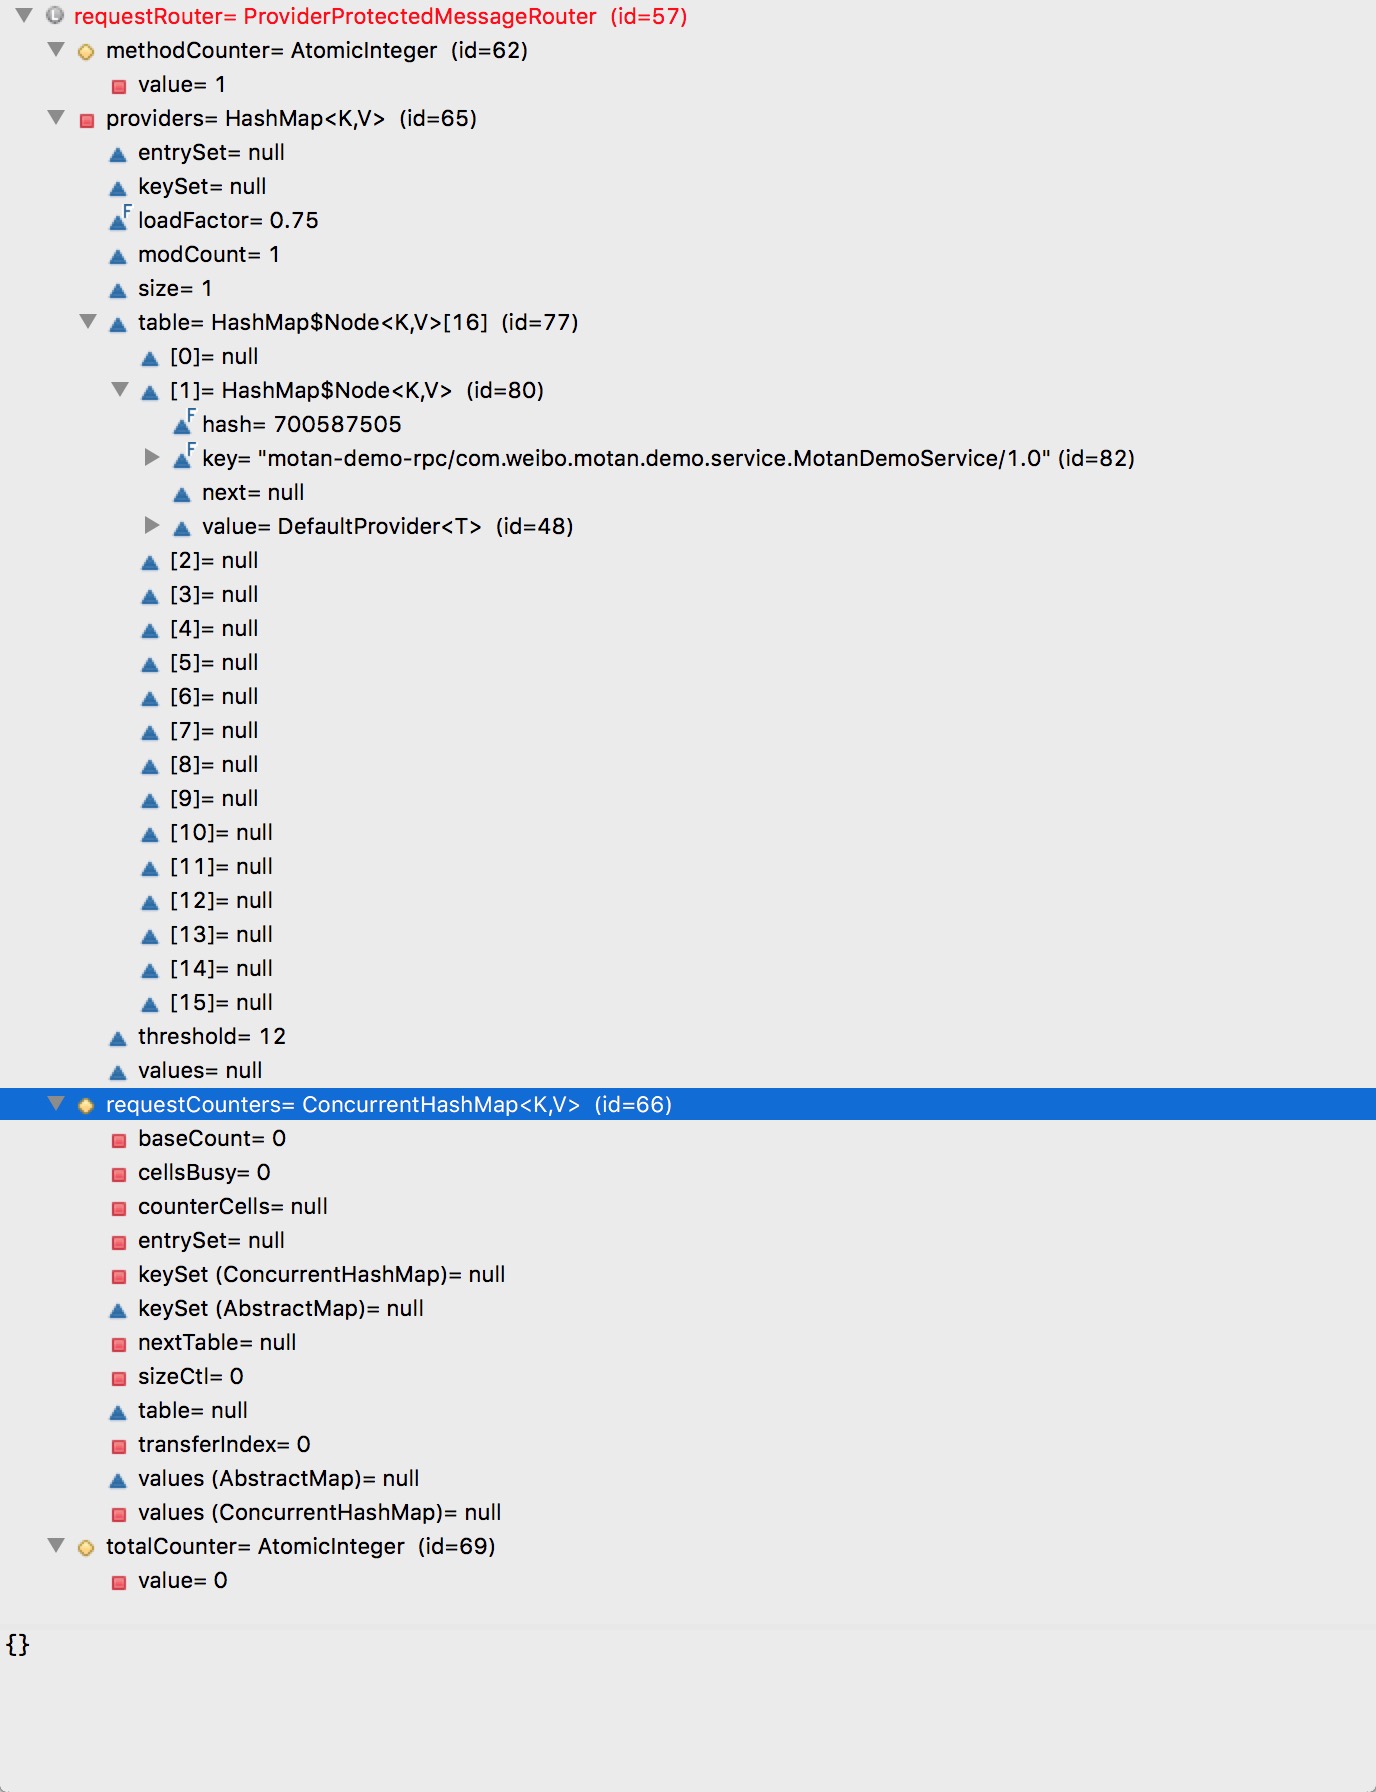 requestRouter= ProviderProtectedMessageRouter (id=57)
methodCounter= AtomicInteger (id=62)
value= 1
providers= HashMap<K,V> (id=65)
entrySet= null
keySet= null
F loadFactor= 0.75
modCount= 1
size= 1
table= HashMap$Node<K,V>[16] (id=77)
[0]= null
[1]= HashMap$Node<K,V> (id=80)
F hash= 700587505
F key= "motan-demo-rpc/com.weibo.motan.demo.service.MotanDemoService/1.0" (id=82)
next= null
value= DefaultProvider<T> (id=48)
[2]= null
[3]= null
[4]= null
[5]= null
[6]= null
[7]= null
[8]= null
[9]= null
[10]= null
[11]= null
[12]= null
[13]= null
[14]= null
[15]= null
threshold= 12
values= null
requestCounters= ConcurrentHashMap<K,V> (id=66)
baseCount= 0
cellsBusy= 0
counterCells= null
entrySet= null
keySet (ConcurrentHashMap)= null
keySet (AbstractMap)= null
nextTable= null
sizeCtl= 0
table= null
transferIndex= 0
values (AbstractMap)= null
values (ConcurrentHashMap)= null
totalCounter= AtomicInteger (id=69)
value= 0
{}